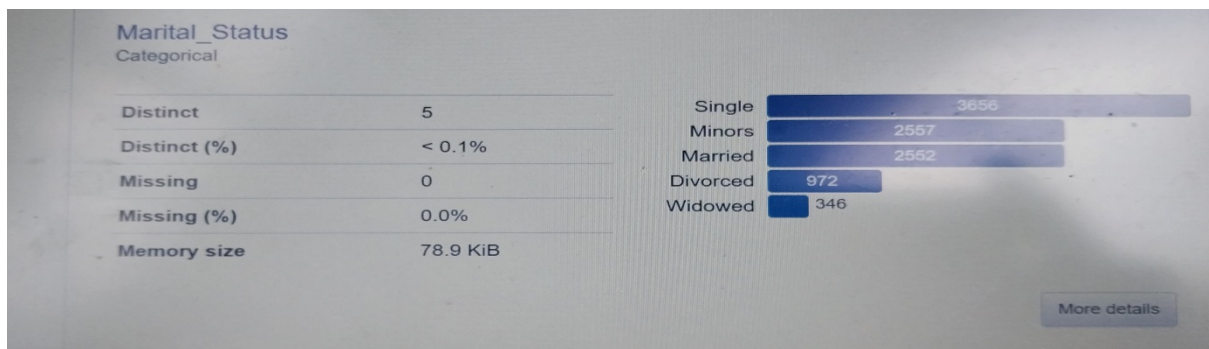 Marital_Status
Categorical
Distinct 5
Distinct (%) < 0.1%
Missing 0
Missing (%) 0.0%
Memory size 78.9 KiB
Single 3656
Minors 2557
Married 2552
Divorced 972
Widowed 346
More details